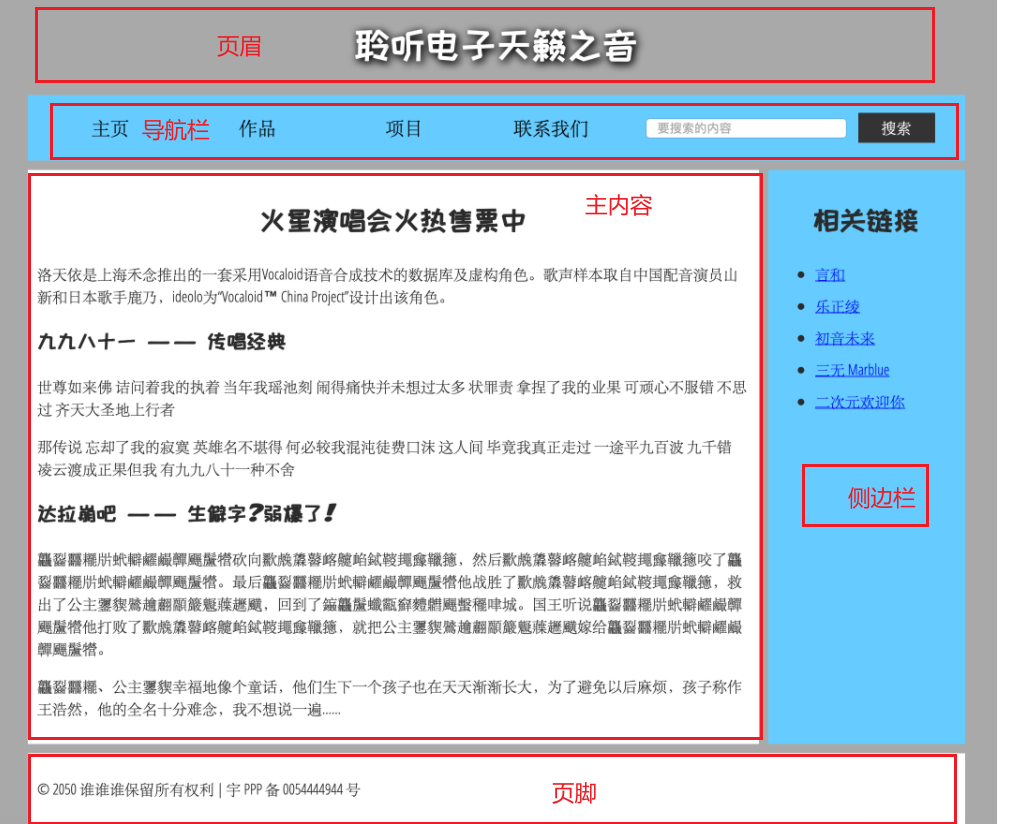 页眉
聆听电子天籁之音
主页 导航栏 作品 项目 联系我们 要搜索的内容 搜索
主内容
火星演唱会火热售票中
洛天依是上海禾念推出的一套采用Vocaloid语音合成技术的数据库及虚构角色。歌声样本取自中国配音演员山
新和日本歌手鹿乃，ideolo为“Vocaloid™ China Project”设计出该角色。
九九八十一 —— 传唱经典
世尊如来佛 诘问着我的执着 当年我瑶池刻 闹得痛快并未想过太多 状罪责 拿捏了我的业果 可顽心不服错 不思
过 齐天大圣地上行者
那传说 忘却了我的寂寞 英雄名不堪得 何必较我混沌徒费口沫 这人间 毕竟我真正走过 一途平九百波 九千错
凌云渡成正果但我 有九九八十一种不舍
达拉崩吧 —— 生僻字?弱爆了!
砍向，然后咬了
。最后他战胜了，救
出了公主，回到了城。国王听说
他打败了，就把公主嫁给
。
、公主幸福地像个童话，他们生下一个孩子也在天天渐渐长大，为了避免以后麻烦，孩子称作
王浩然，他的全名十分难念，我不想说一遍......
相关链接
言和
乐正绫
初音未来
三无 Marblue
二次元欢迎你
侧边栏
© 2050 谁谁谁保留所有权利 | 宇 PPP 备 0054444944 号
页脚